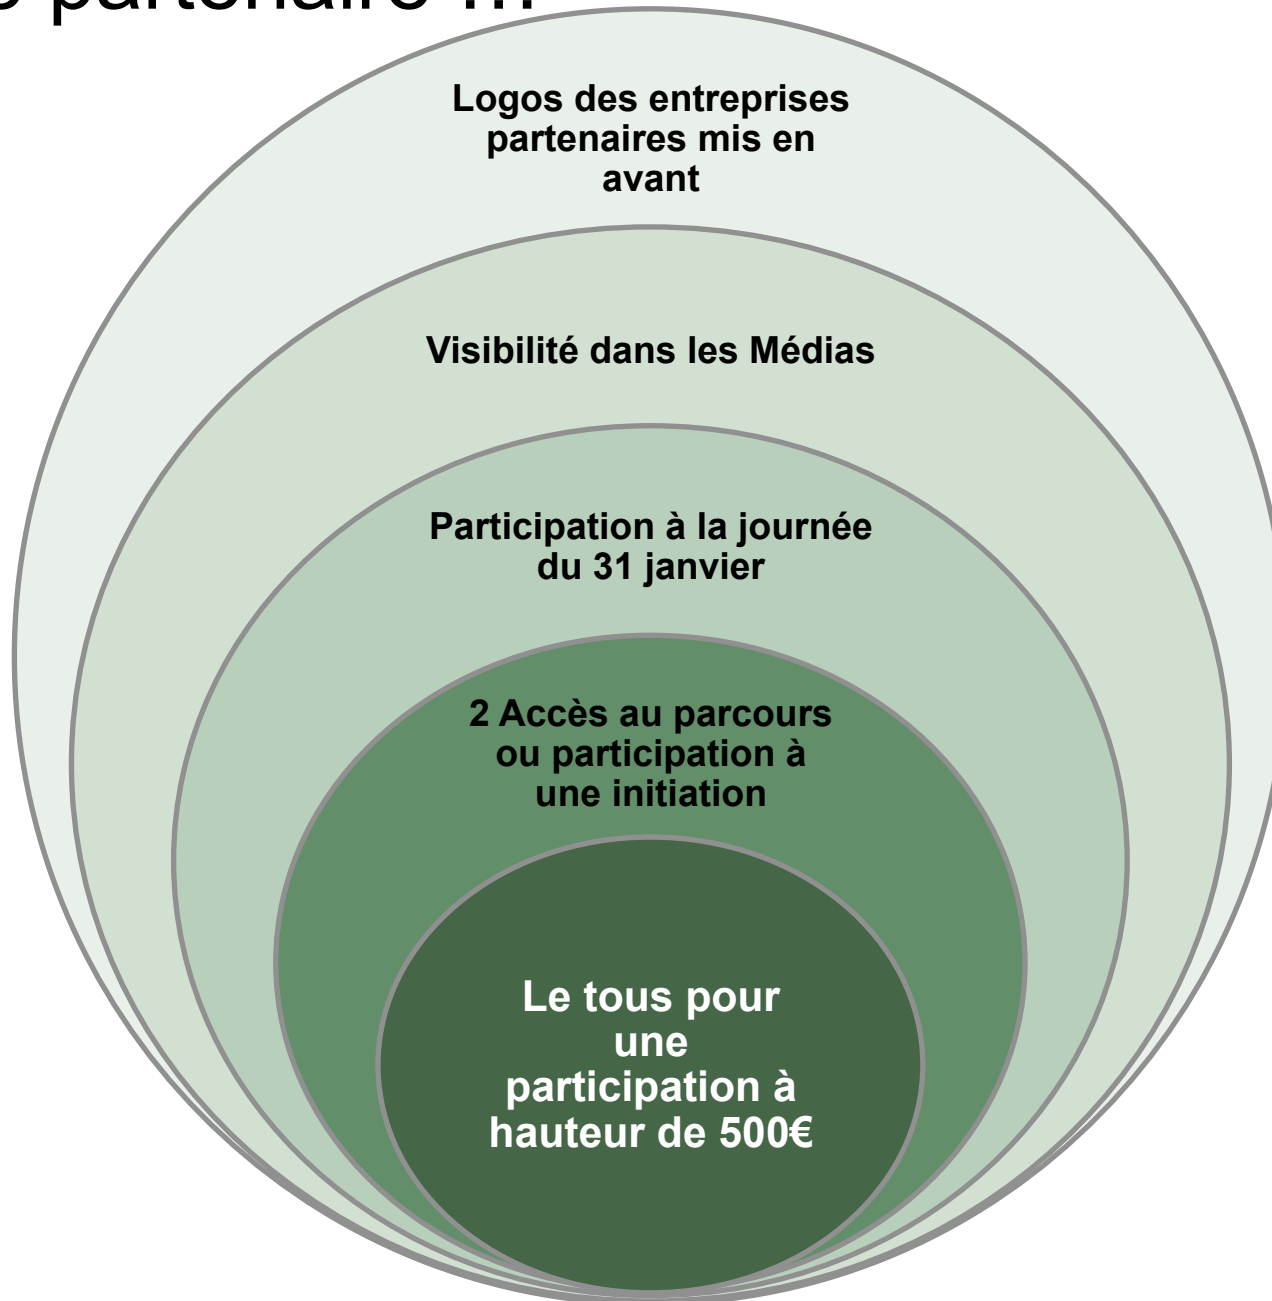 partenaire ...
Logos des entreprises
partenaires mis en
avant
Visibilité dans les Médias
Participation à la journée
du 31 janvier
2 Accès au parcours
ou participation à
une initiation
Le tous pour
une
participation à
hauteur de 500€